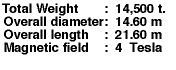 Total Weight : 14,500 t.
Overall diameter: 14.60 m
Overall length : 21.60 m
Magnetic field : 4 Tesla